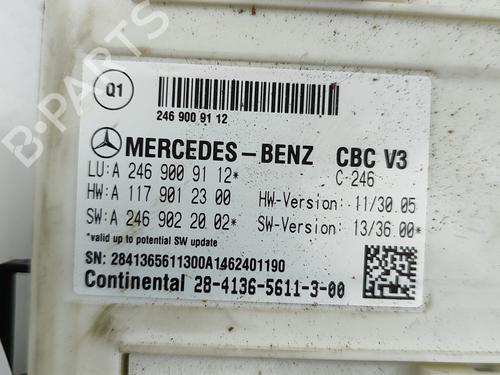 Q1
246 900 91 12
MERCEDES-BENZ CBC V3
LU: A 246 900 91 12* C-246
HW: A 117 901 23 00 HW-Version: 11/30.05
SW: A 246 902 20 02* SW-Version: 13/36.00*
*valid up to potential SW update
SN: 2841365611300A1462401190
Continental 28-4136-5611-3-00
B-PARTS